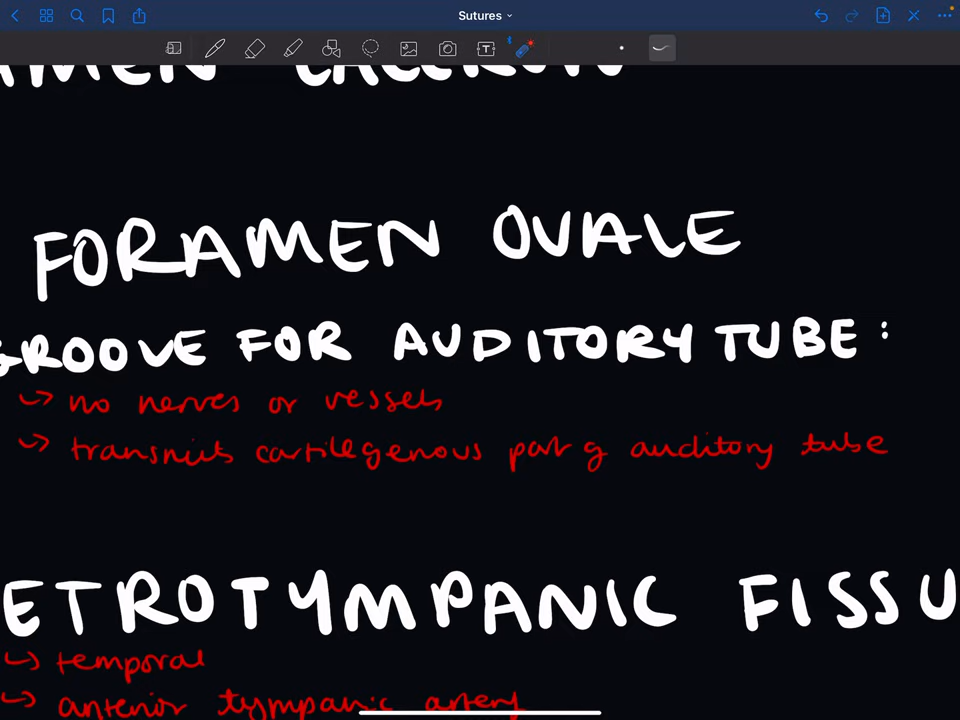 Sutures
FORAMEN OVALE
GROOVE FOR AUDITORY TUBE:
↳ no nerves or vessels
↳ transmits cartilegenous part of auditory tube
ETROTYMPANIC FISSU
↳ temporal
↳ anterior tympanic artery